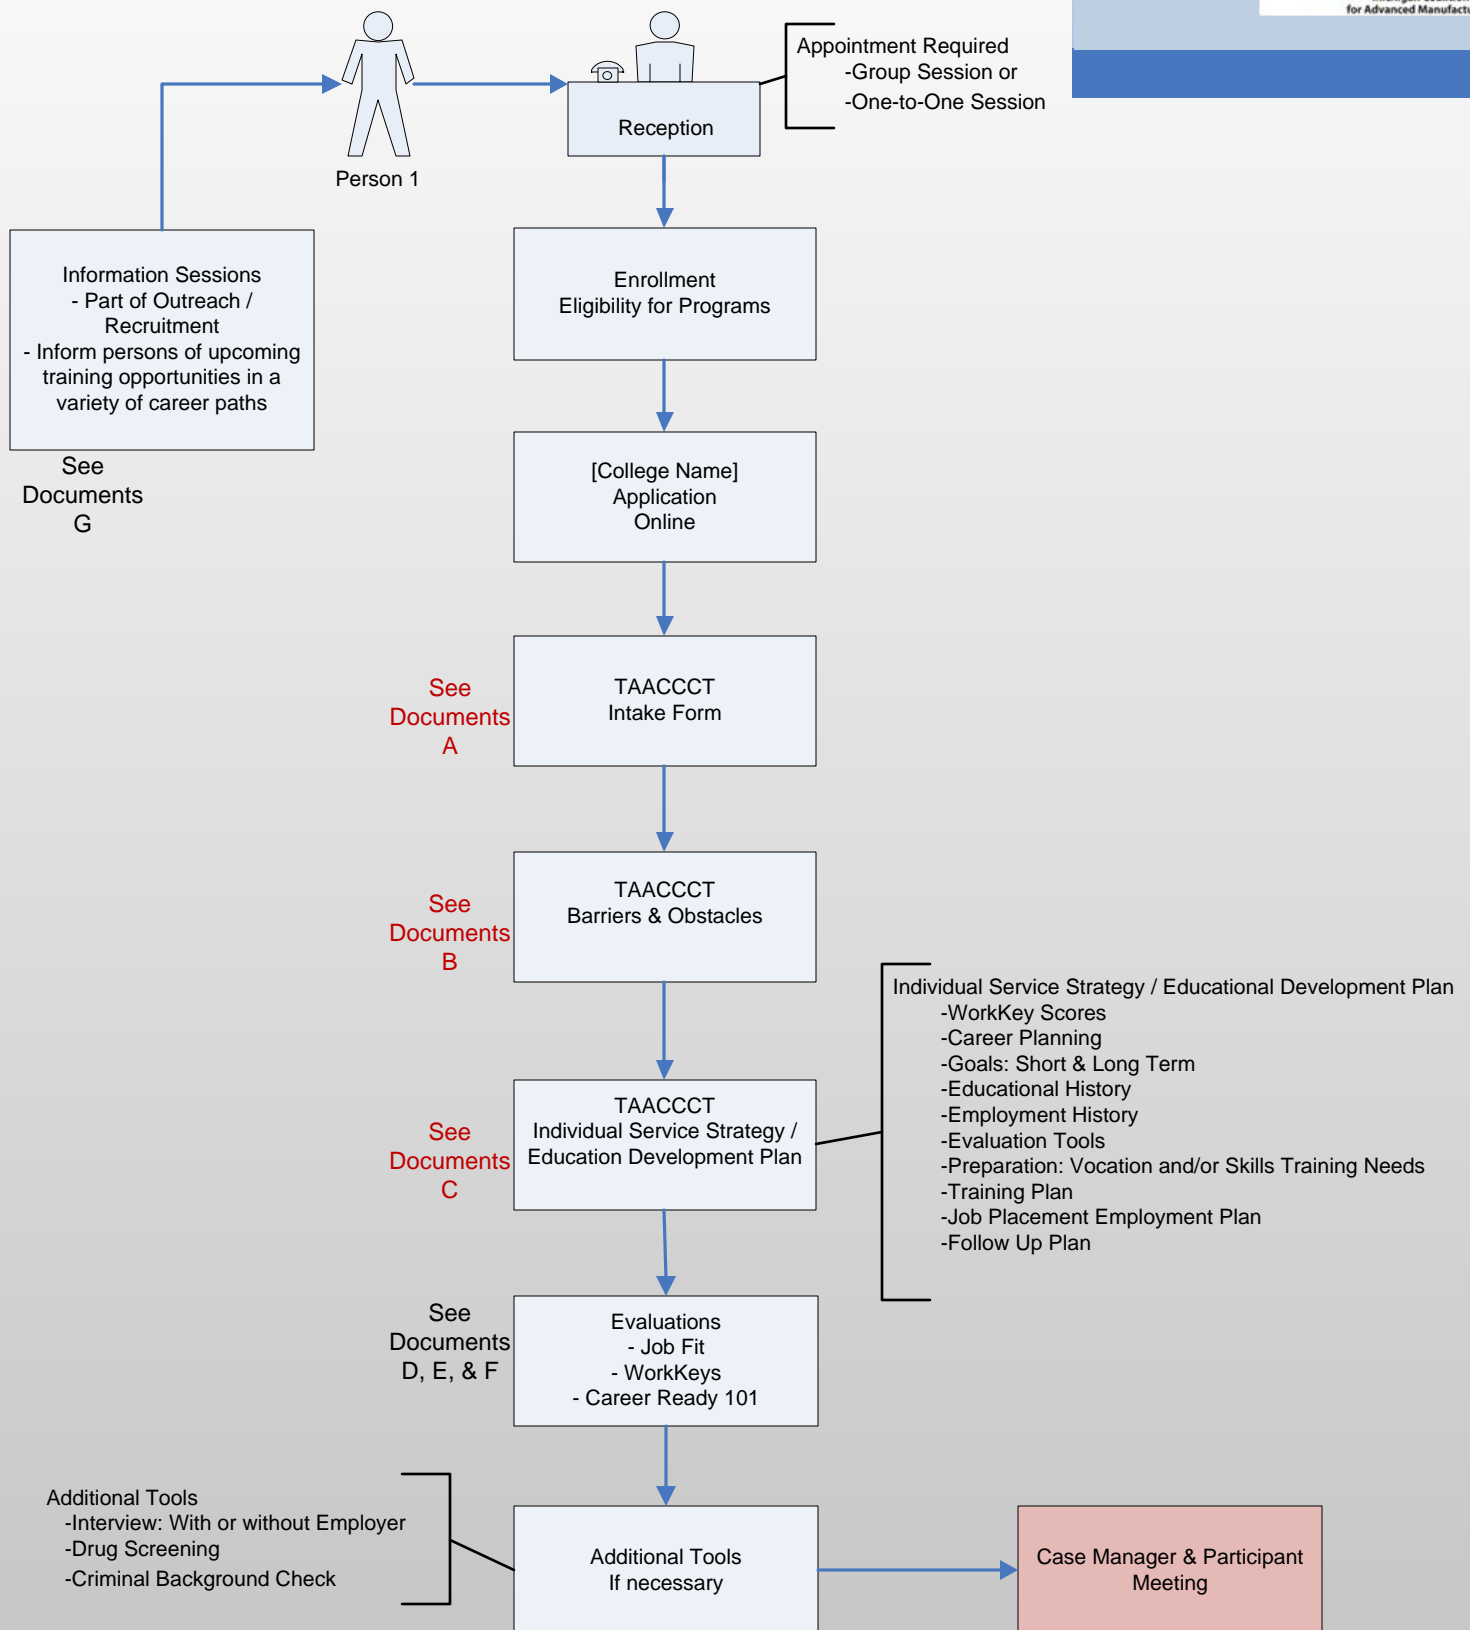 for Advanced Manufactu
Appointment Required
-Group Session or
-One-to-One Session
Reception
Person 1
Information Sessions
- Part of Outreach /
Recruitment
- Inform persons of upcoming
training opportunities in a
variety of career paths
See
Documents
G
Enrollment
Eligibility for Programs
[College Name]
Application
Online
See
Documents
A
TAACCCT
Intake Form
See
Documents
B
TAACCCT
Barriers & Obstacles
See
Documents
C
TAACCCT
Individual Service Strategy /
Education Development Plan
Individual Service Strategy / Educational Development Plan
-WorkKey Scores
-Career Planning
-Goals: Short & Long Term
-Educational History
-Employment History
-Evaluation Tools
-Preparation: Vocation and/or Skills Training Needs
-Training Plan
-Job Placement Employment Plan
-Follow Up Plan
See
Documents
D, E, & F
Evaluations
- Job Fit
- WorkKeys
- Career Ready 101
Additional Tools
-Interview: With or without Employer
-Drug Screening
-Criminal Background Check
Additional Tools
If necessary
Case Manager & Participant
Meeting